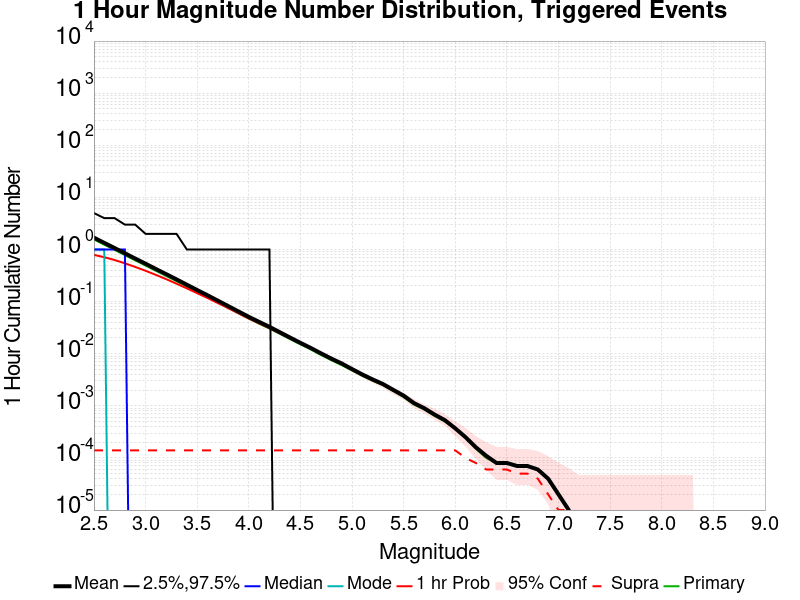 1 Hour Magnitude Number Distribution, Triggered Events
1 Hour Cumulative Number
10^4
10^3
10^2
10^1
10^0
10^-1
10^-2
10^-3
10^-4
10^-5
2.5 3.0 3.5 4.0 4.5 5.0 5.5 6.0 6.5 7.0 7.5 8.0 8.5 9.0
Magnitude
Mean 2.5%,97.5% Median Mode 1 hr Prob 95% Conf Supra Primary